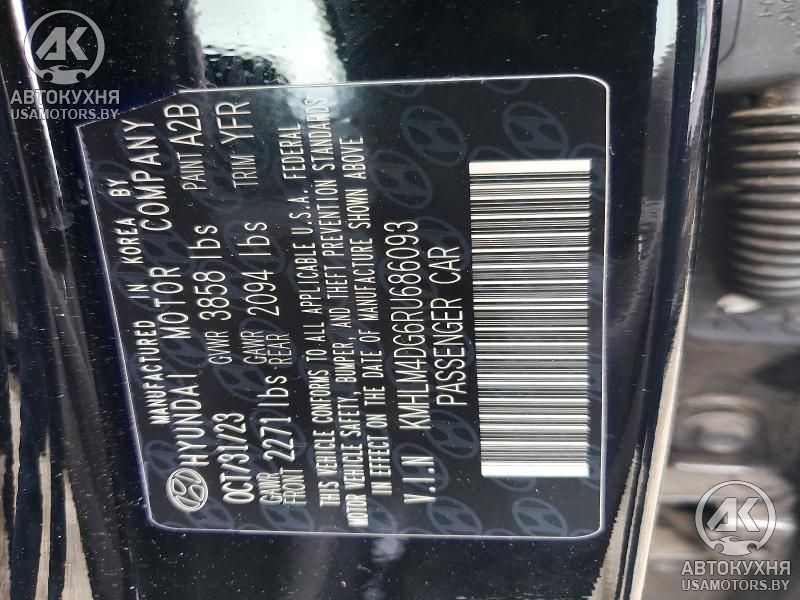 AK
АВТОКУХНЯ
USAMOTORS.BY
MANUFACTURED IN KOREA BY
HYUNDAI MOTOR COMPANY
OCT/31/23 GVWR 3858 lbs PAINT A2B
GAWR FRONT 2271 lbs GAWR REAR 2094 lbs TRIM YFR
THIS VEHICLE CONFORMS TO ALL APPLICABLE U.S.A. FEDERAL
MOTOR VEHICLE SAFETY, BUMPER, AND THEFT PREVENTION STANDARDS
IN EFFECT ON THE DATE OF MANUFACTURE SHOWN ABOVE
V.I.N KMHLM4DG6RU686093
PASSENGER CAR
AK
АВТОКУХНЯ
USAMOTORS.BY